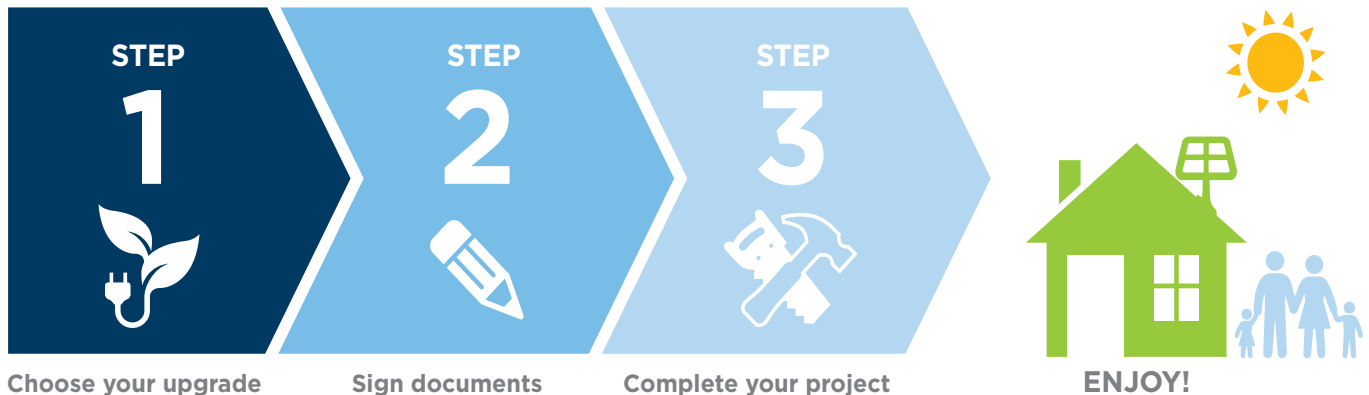 STEP
1
Choose your upgrade
STEP
2
Sign documents
STEP
3
Complete your project
ENJOY!